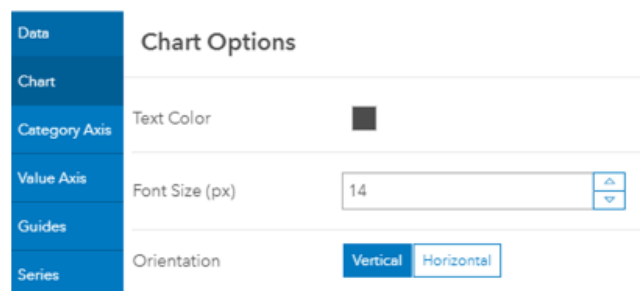 Data
Chart
Category Axis
Value Axis
Guides
Series
Chart Options
Text Color
Font Size (px)
14
Orientation
Vertical
Horizontal